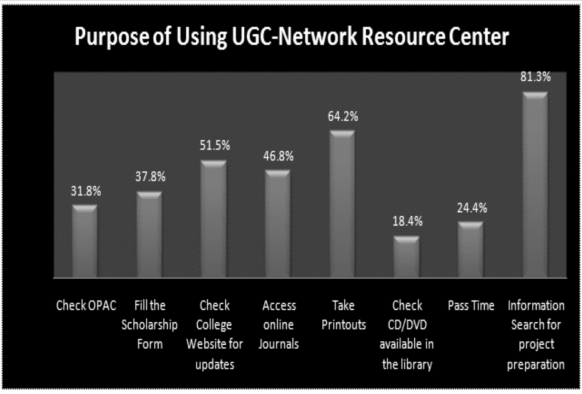 Purpose of Using UGC-Network Resource Center
31.8%
37.8%
51.5%
46.8%
64.2%
18.4%
24.4%
81.3%
Check OPAC
Fill the
Scholarship
Form
Check
College
Website for
updates
Access
online
Journals
Take
Printouts
Check
CD/DVD
available in
the library
Pass Time
Information
Search for
project
preparation